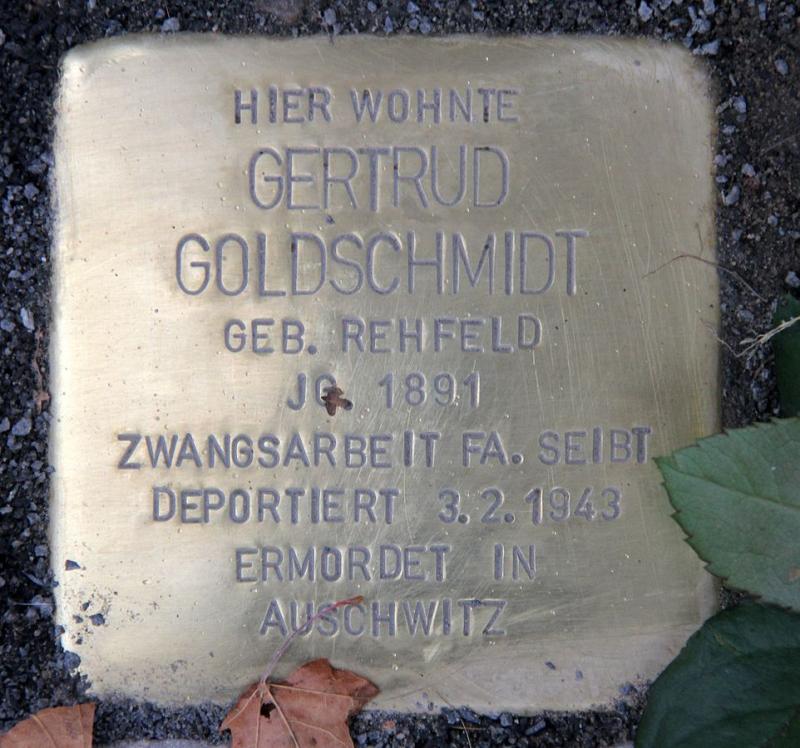 HIER WOHNTE
GERTRUD
GOLDSCHMIDT
GEB. REHFELD
JG. 1891
ZWANGSARBEIT FA. SEIBT
DEPORTIERT 3.2.1943
ERMORDET IN
AUSCHWITZ